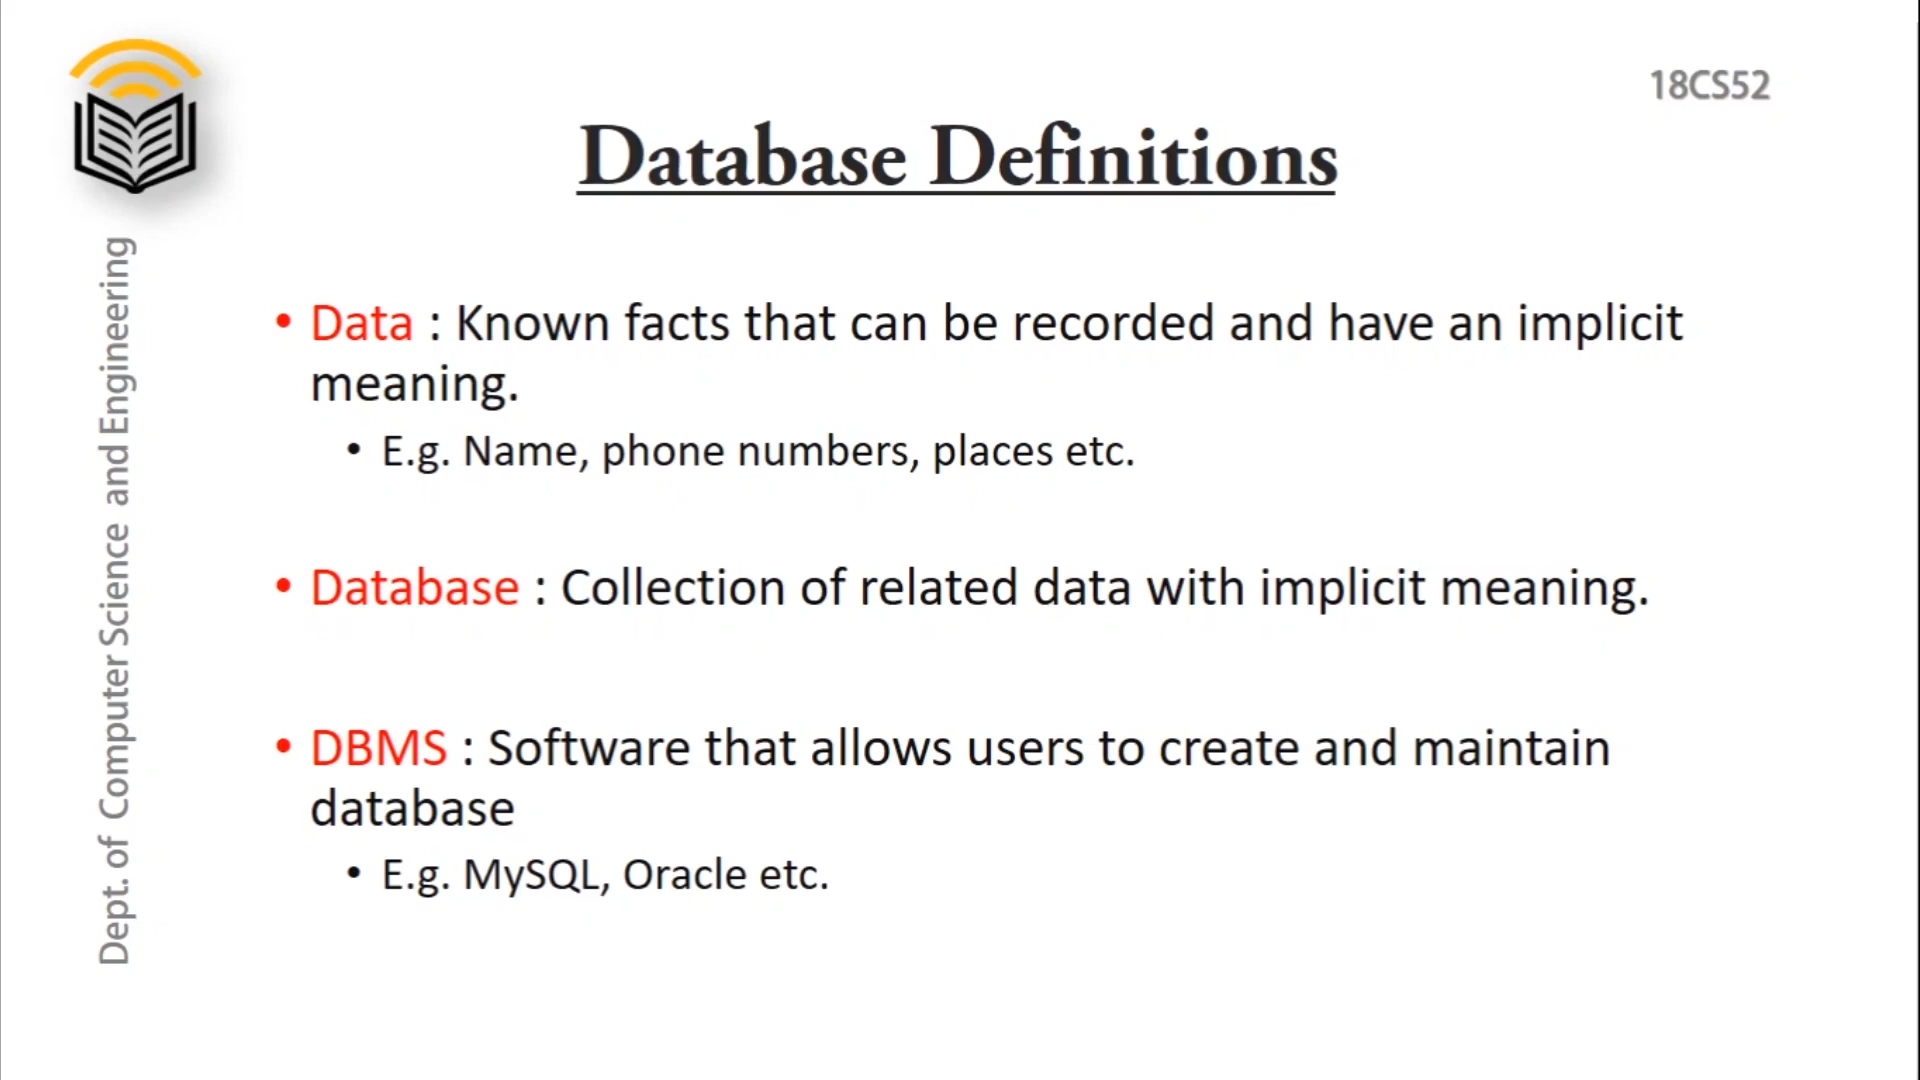 18CS52
Database Definitions
• Data : Known facts that can be recorded and have an implicit
meaning.
• E.g. Name, phone numbers, places etc.
• Database : Collection of related data with implicit meaning.
• DBMS : Software that allows users to create and maintain
database
• E.g. MySQL, Oracle etc.
Dept. of Computer Science and Engineering